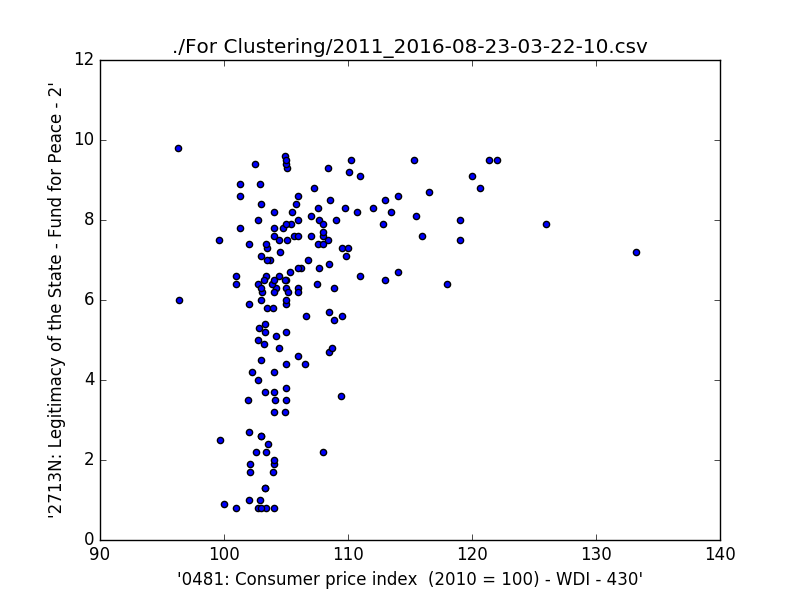 ./For Clustering/2011_2016-08-23-03-22-10.csv
12
10
8
6
4
2
0
'2713N: Legitimacy of the State - Fund for Peace - 2'
90 100 110 120 130 140
'0481: Consumer price index  (2010 = 100) - WDI - 430'